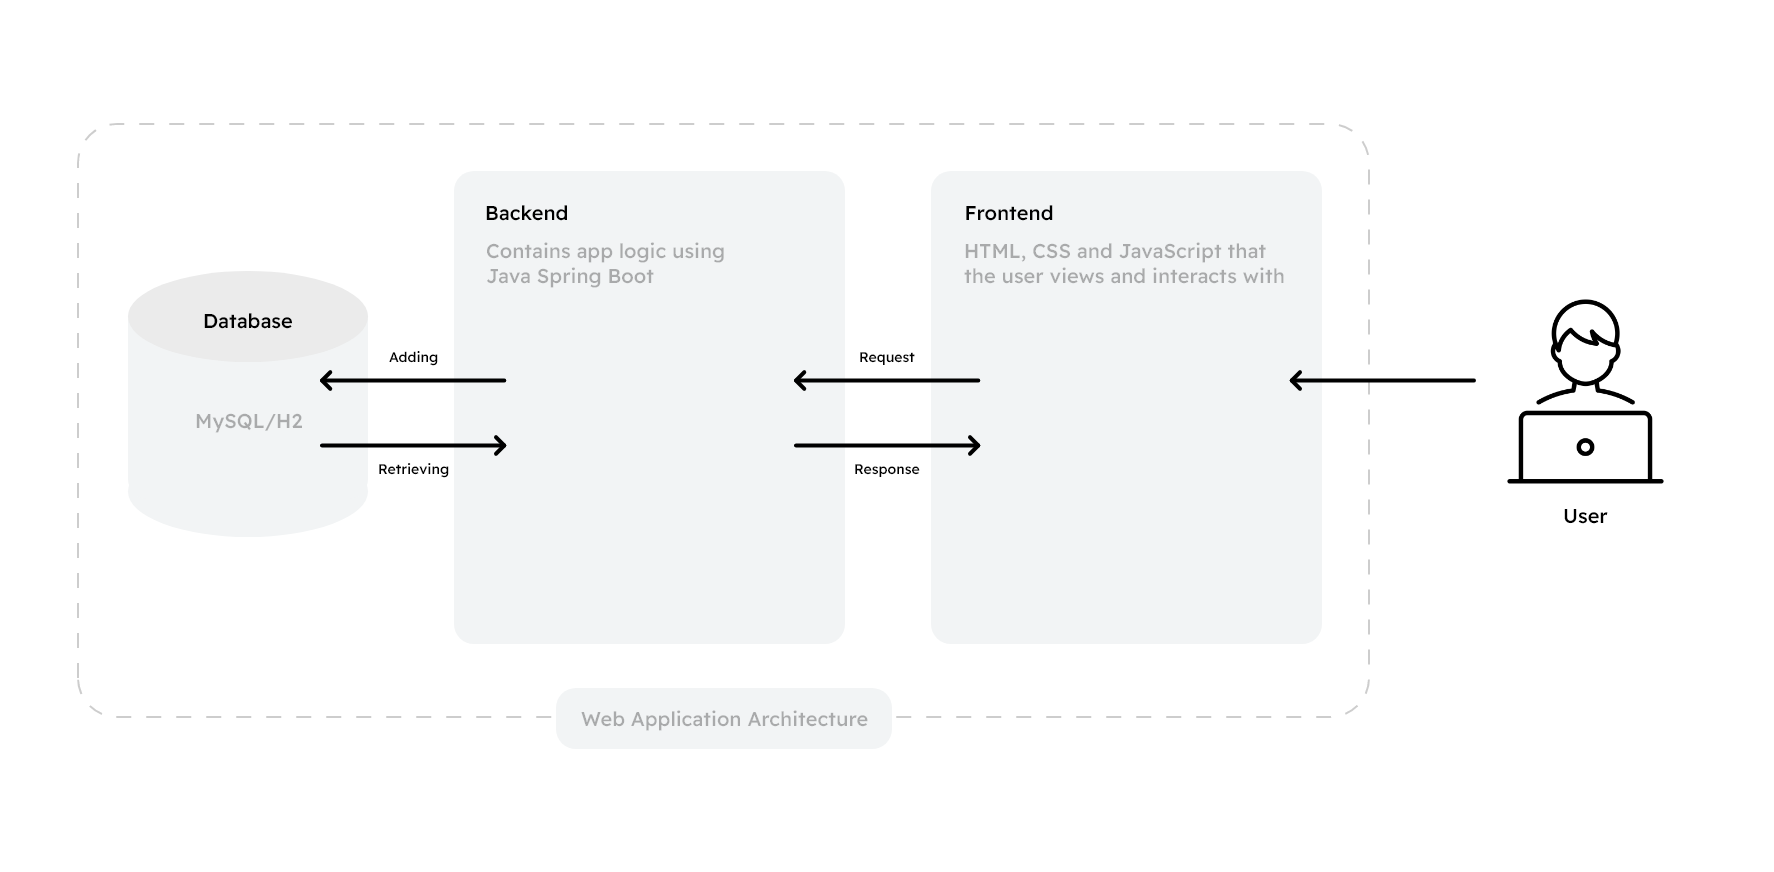 Backend
Contains app logic using
Java Spring Boot
Frontend
HTML, CSS and JavaScript that
the user views and interacts with
Database
MySQL/H2
Adding
Retrieving
Request
Response
User
Web Application Architecture